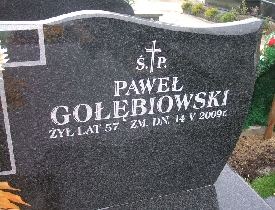 Ś. P.
PAWEŁ
GOŁĘBIOWSKI
ŻYŁ LAT 57 ZM. DN. 14 V 2009r.